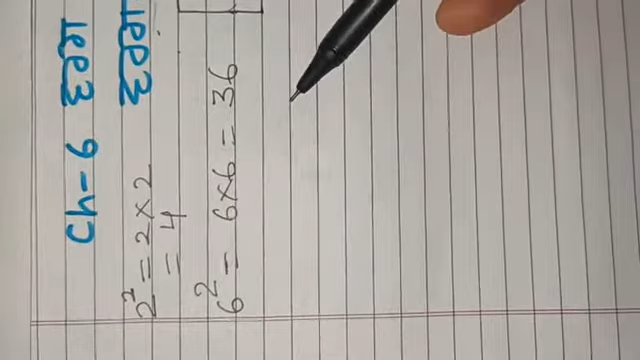 Ch-6
2² = 2×2
= 4
6² = 6×6 = 36